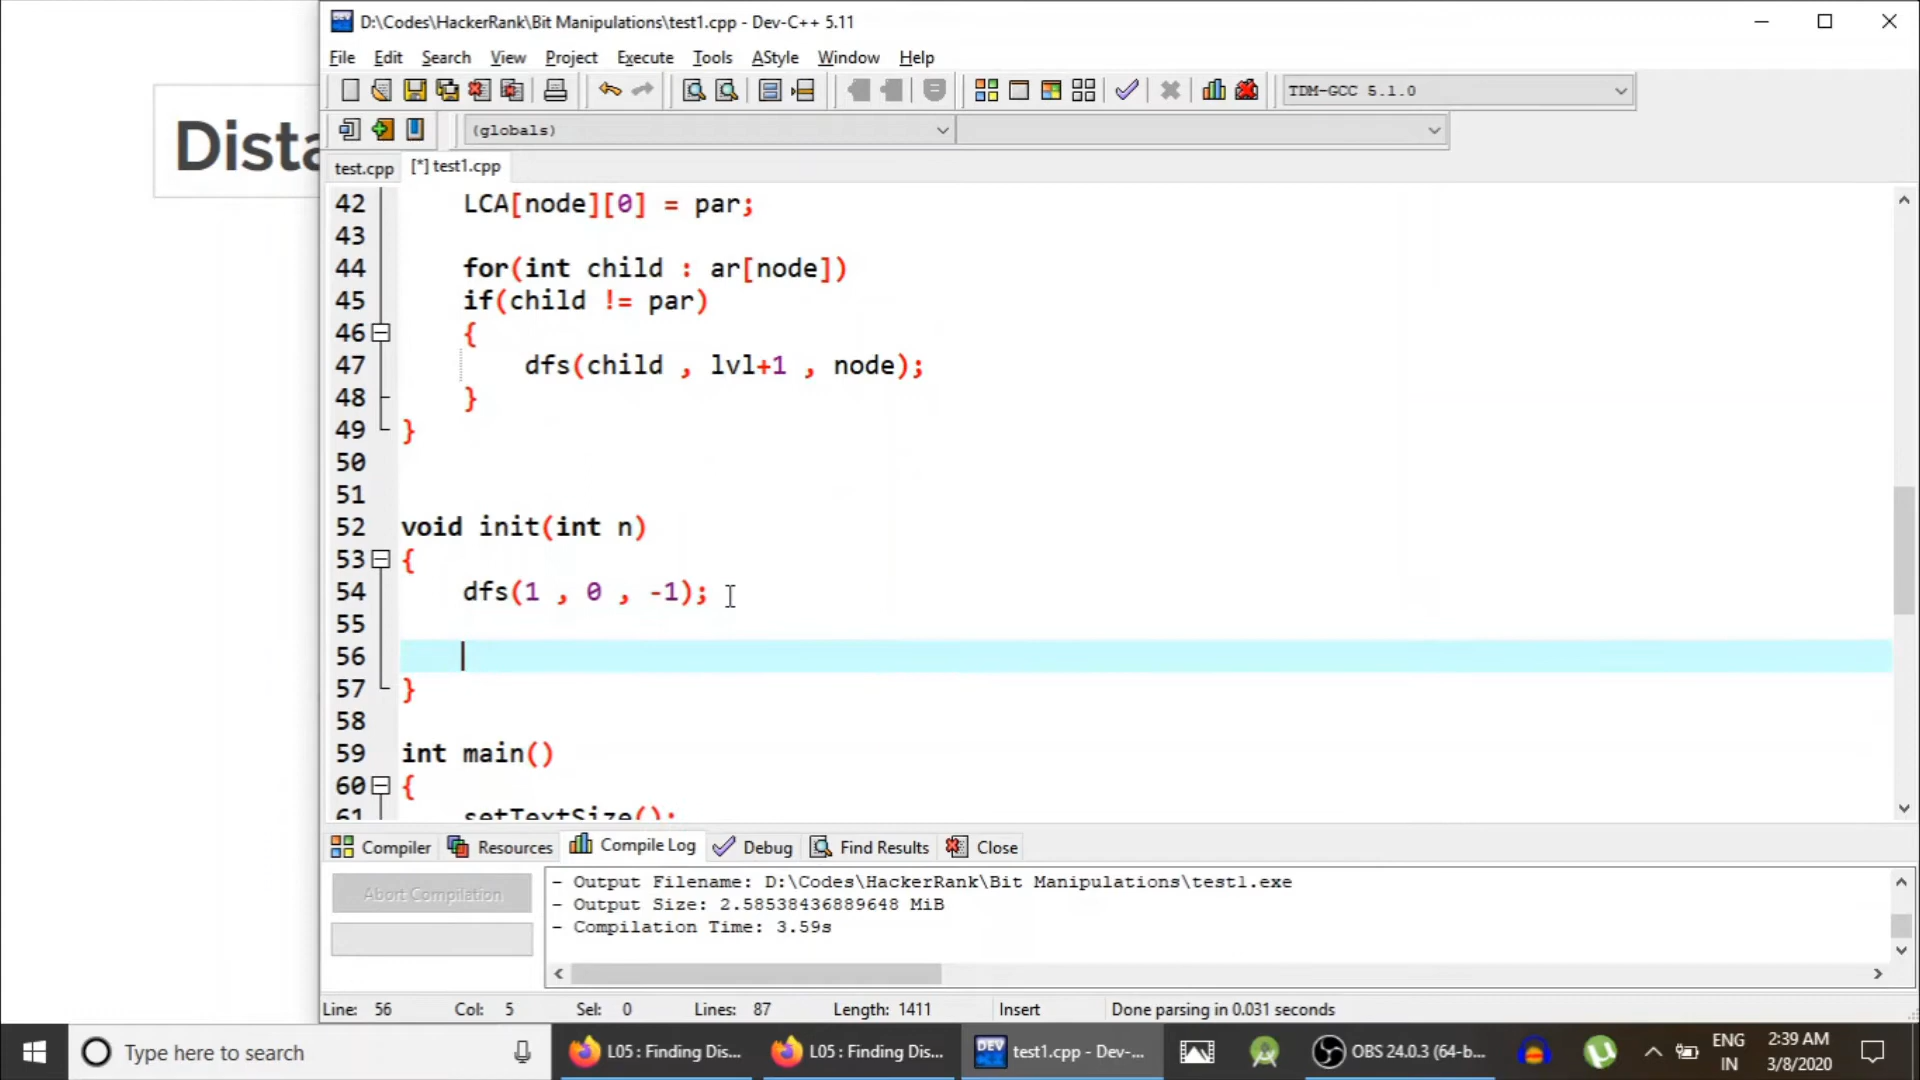 D:\Codes\HackerRank\Bit Manipulations\test1.cpp - Dev-C++ 5.11
File Edit Search View Project Execute Tools AStyle Window Help
TDM-GCC 5.1.0
(globals)
test.cpp [*] test1.cpp
Dista
42 LCA[node][0] = par;
43
44 for(int child : ar[node])
45 if(child != par)
46 {
47 dfs(child , lvl+1 , node);
48 }
49 }
50
51
52 void init(int n)
53 {
54 dfs(1 , 0 , -1);
55
56
57 }
58
59 int main()
60 {
61 setTextSize();
Compiler Resources Compile Log Debug Find Results Close
Abort Compilation
- Output Filename: D:\Codes\HackerRank\Bit Manipulations\test1.exe
- Output Size: 2.58538436889648 MiB
- Compilation Time: 3.59s
Line: 56 Col: 5 Sel: 0 Lines: 87 Length: 1411 Insert Done parsing in 0.031 seconds
Type here to search
L05 : Finding Dis...
L05 : Finding Dis...
DEV
test1.cpp - Dev-...
OBS 24.0.3 (64-b...
ENG
IN
2:39 AM
3/8/2020